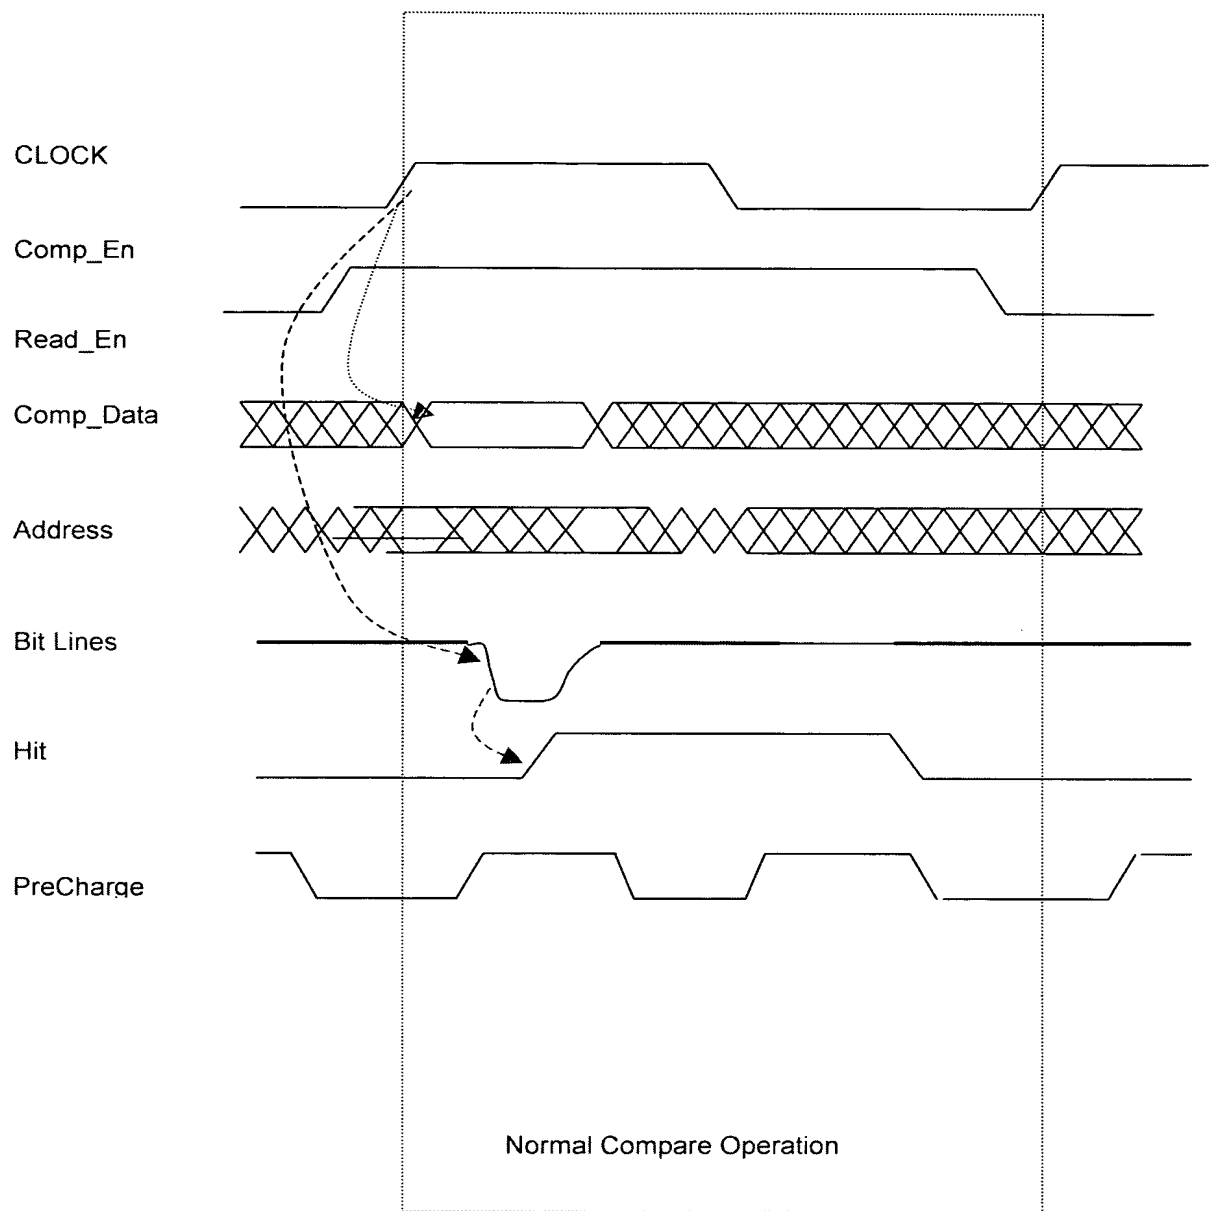 CLOCK
Comp_En
Read_En
Comp_Data
Address
Bit Lines
Hit
PreCharge
Normal Compare Operation